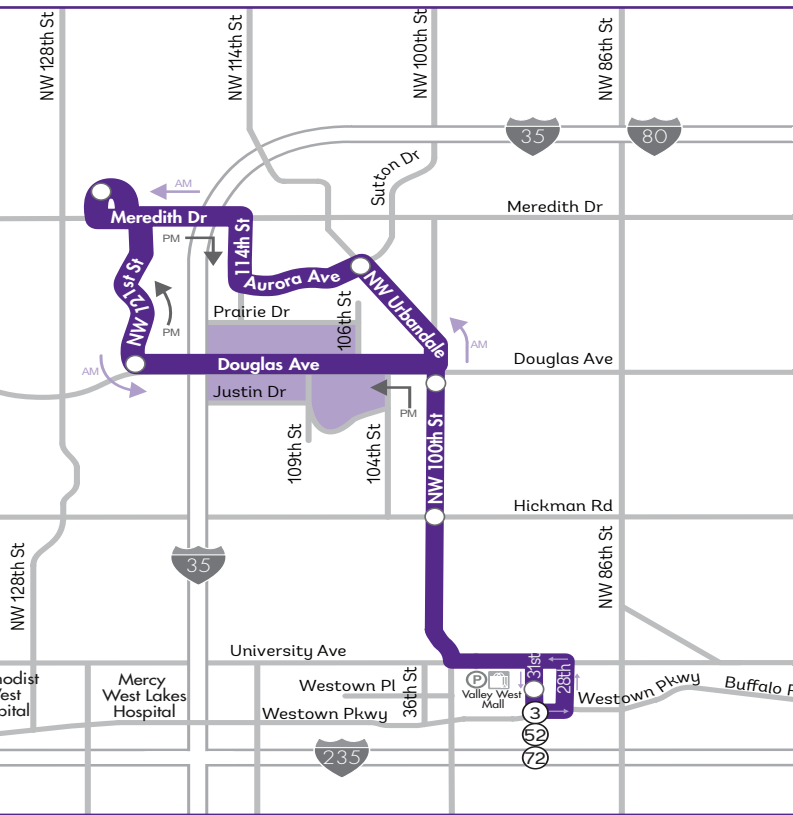 NW 128th St
NW 114th St
NW 100th St
NW 86th St
35
80
Sutton Dr
AM
Meredith Dr
Meredith Dr
PM
114th St
Aurora Ave
NW 121st St
NW Urbandale
Prairie Dr
106th St
PM
AM
Douglas Ave
Douglas Ave
AM
Justin Dr
PM
109th St
104th St
NW 100th St
Hickman Rd
NW 128th St
35
NW 86th St
University Ave
31st
28th
odist
est
pital
Mercy
West Lakes
Hospital
Westown Pl
36th St
P
Valley West
Mall
Westown Pkwy
Westown Pkwy
Buffalo
3
52
72
235